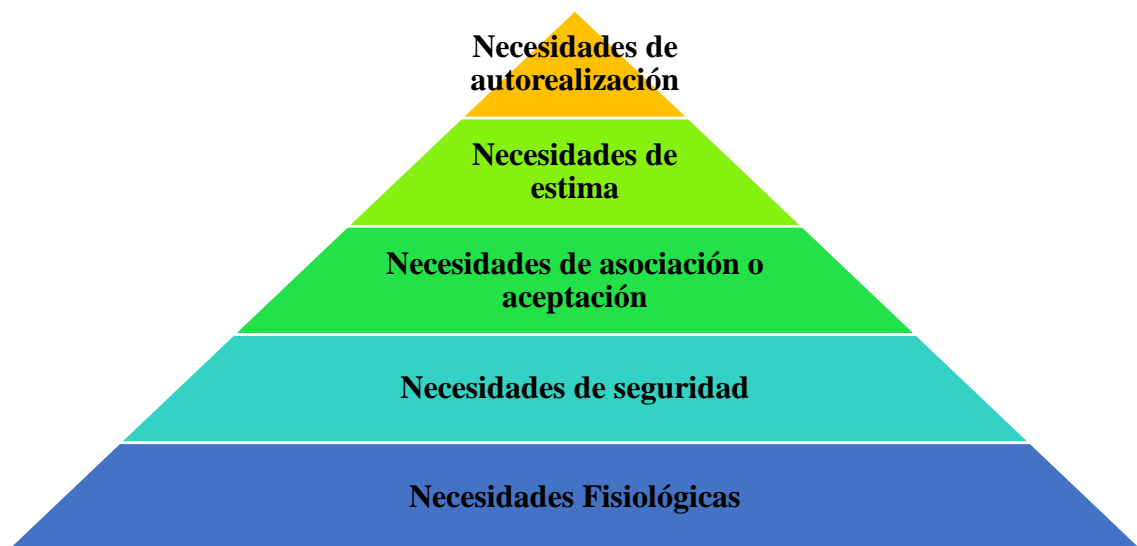 Necesidades de
autorealización
Necesidades de
estima
Necesidades de asociación o
aceptación
Necesidades de seguridad
Necesidades Fisiológicas